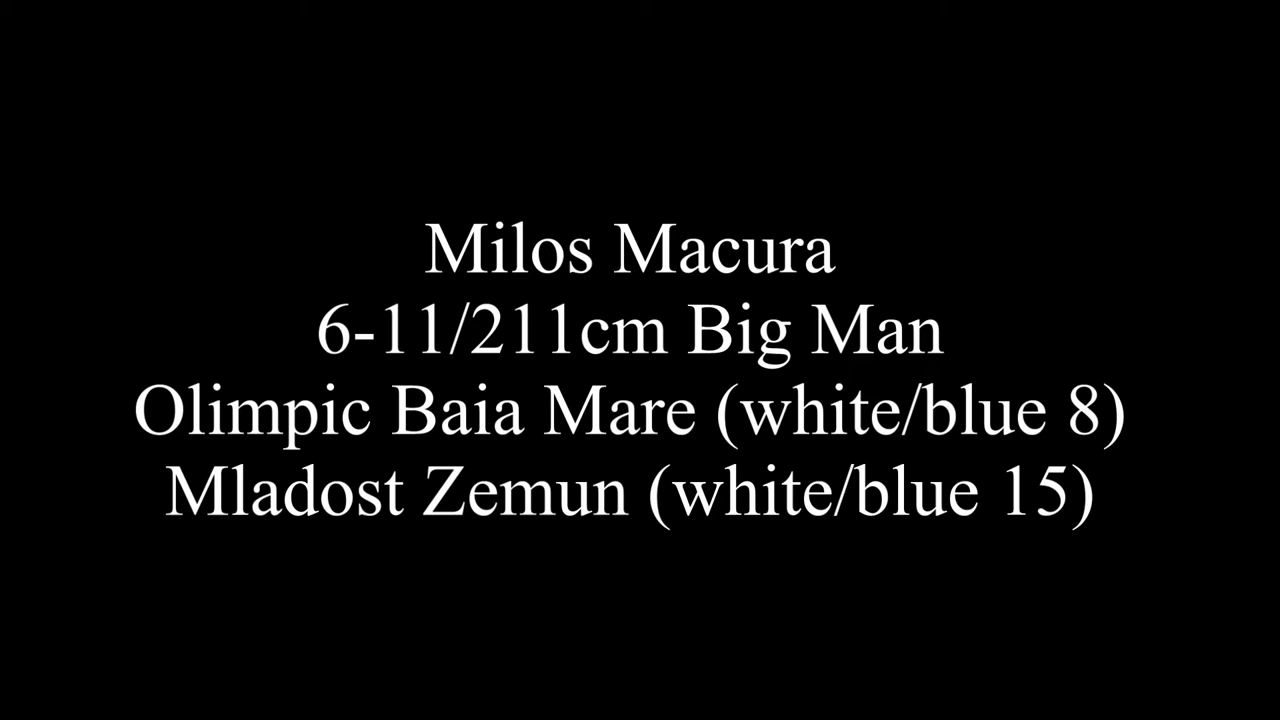 Milos Macura
6-11/211cm Big Man
Olimpic Baia Mare (white/blue 8)
Mladost Zemun (white/blue 15)